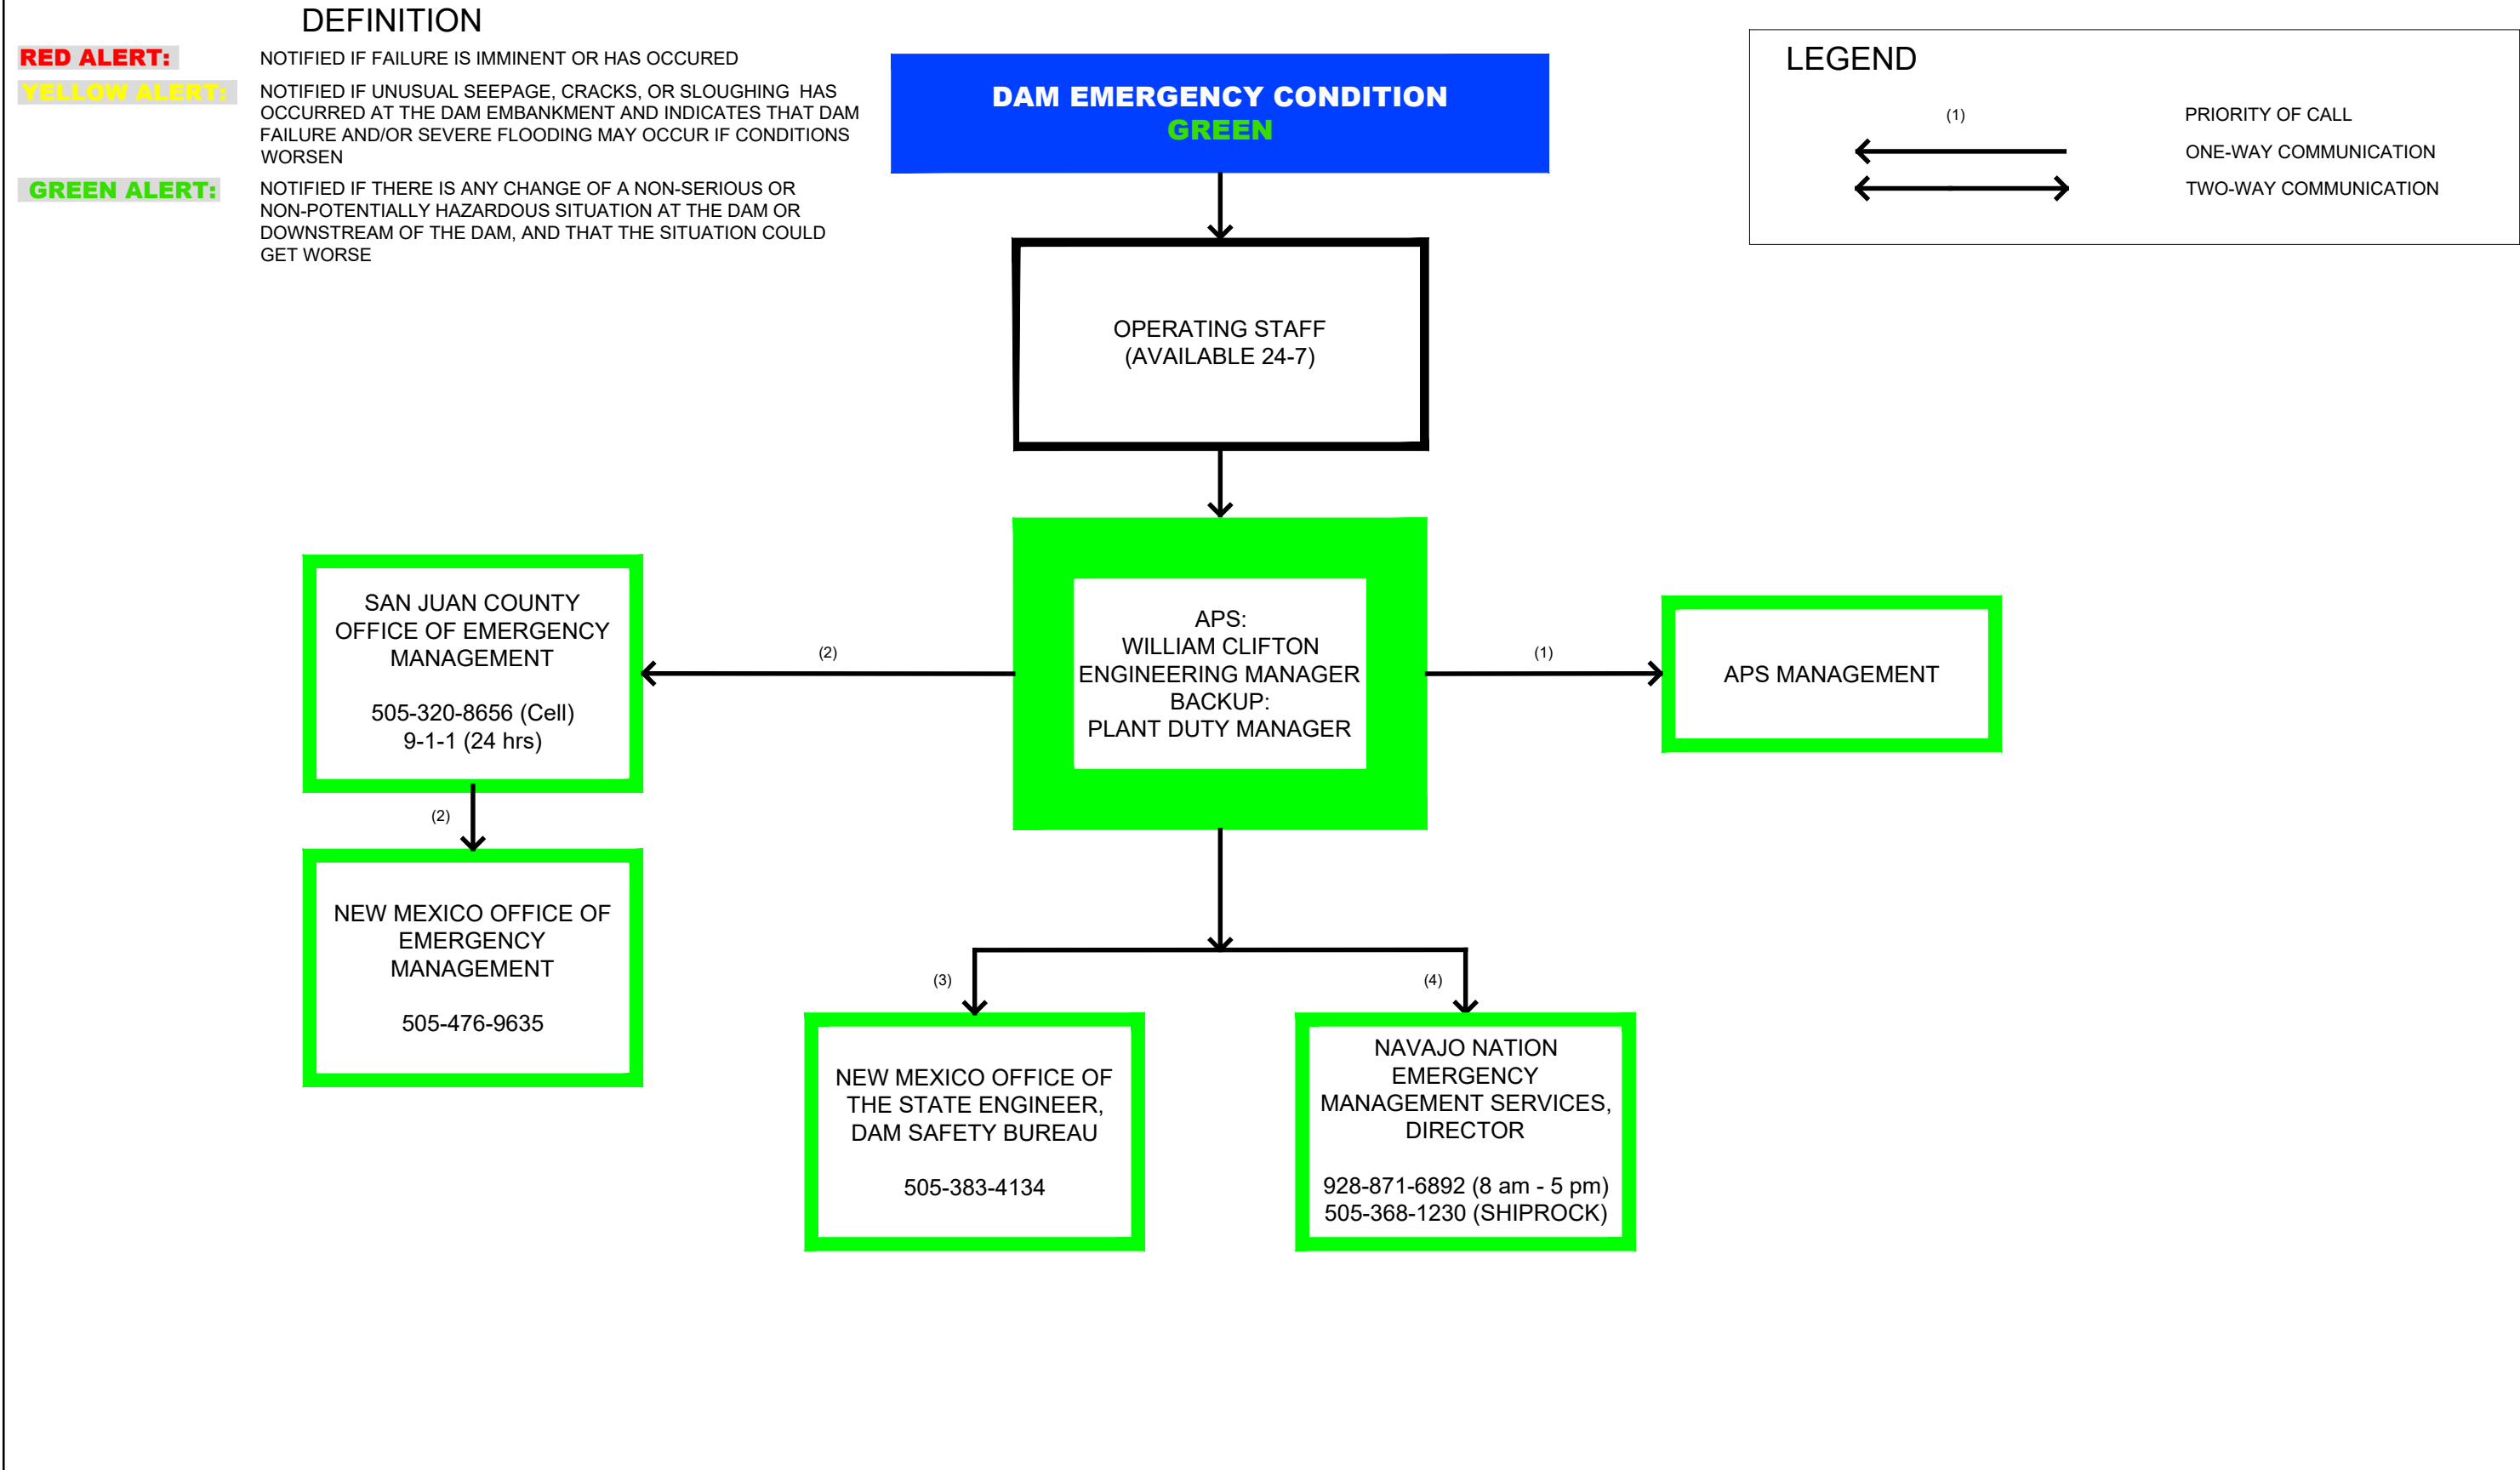 DEFINITION
RED ALERT:
NOTIFIED IF FAILURE IS IMMINENT OR HAS OCCURED
YELLOW ALERT:
NOTIFIED IF UNUSUAL SEEPAGE, CRACKS, OR SLOUGHING HAS
OCCURRED AT THE DAM EMBANKMENT AND INDICATES THAT DAM
FAILURE AND/OR SEVERE FLOODING MAY OCCUR IF CONDITIONS
WORSEN
GREEN ALERT:
NOTIFIED IF THERE IS ANY CHANGE OF A NON-SERIOUS OR
NON-POTENTIALLY HAZARDOUS SITUATION AT THE DAM OR
DOWNSTREAM OF THE DAM, AND THAT THE SITUATION COULD
GET WORSE
DAM EMERGENCY CONDITION
GREEN
LEGEND
(1)
PRIORITY OF CALL
ONE-WAY COMMUNICATION
TWO-WAY COMMUNICATION
OPERATING STAFF
(AVAILABLE 24-7)
SAN JUAN COUNTY
OFFICE OF EMERGENCY
MANAGEMENT
505-320-8656 (Cell)
9-1-1 (24 hrs)
(2)
APS:
WILLIAM CLIFTON
ENGINEERING MANAGER
BACKUP:
PLANT DUTY MANAGER
(1)
APS MANAGEMENT
(2)
NEW MEXICO OFFICE OF
EMERGENCY
MANAGEMENT
505-476-9635
(3)
(4)
NEW MEXICO OFFICE OF
THE STATE ENGINEER,
DAM SAFETY BUREAU
505-383-4134
NAVAJO NATION
EMERGENCY
MANAGEMENT SERVICES,
DIRECTOR
928-871-6892 (8 am - 5 pm)
505-368-1230 (SHIPROCK)